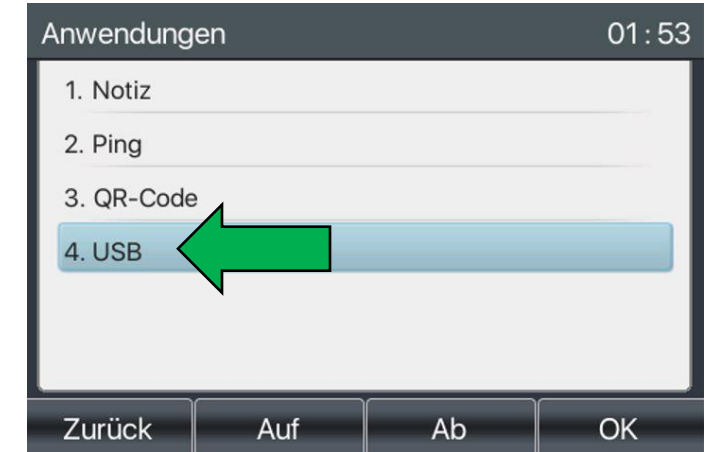 Anwendungen 01:53
1. Notiz
2. Ping
3. QR-Code
4. USB
Zurück Auf Ab OK